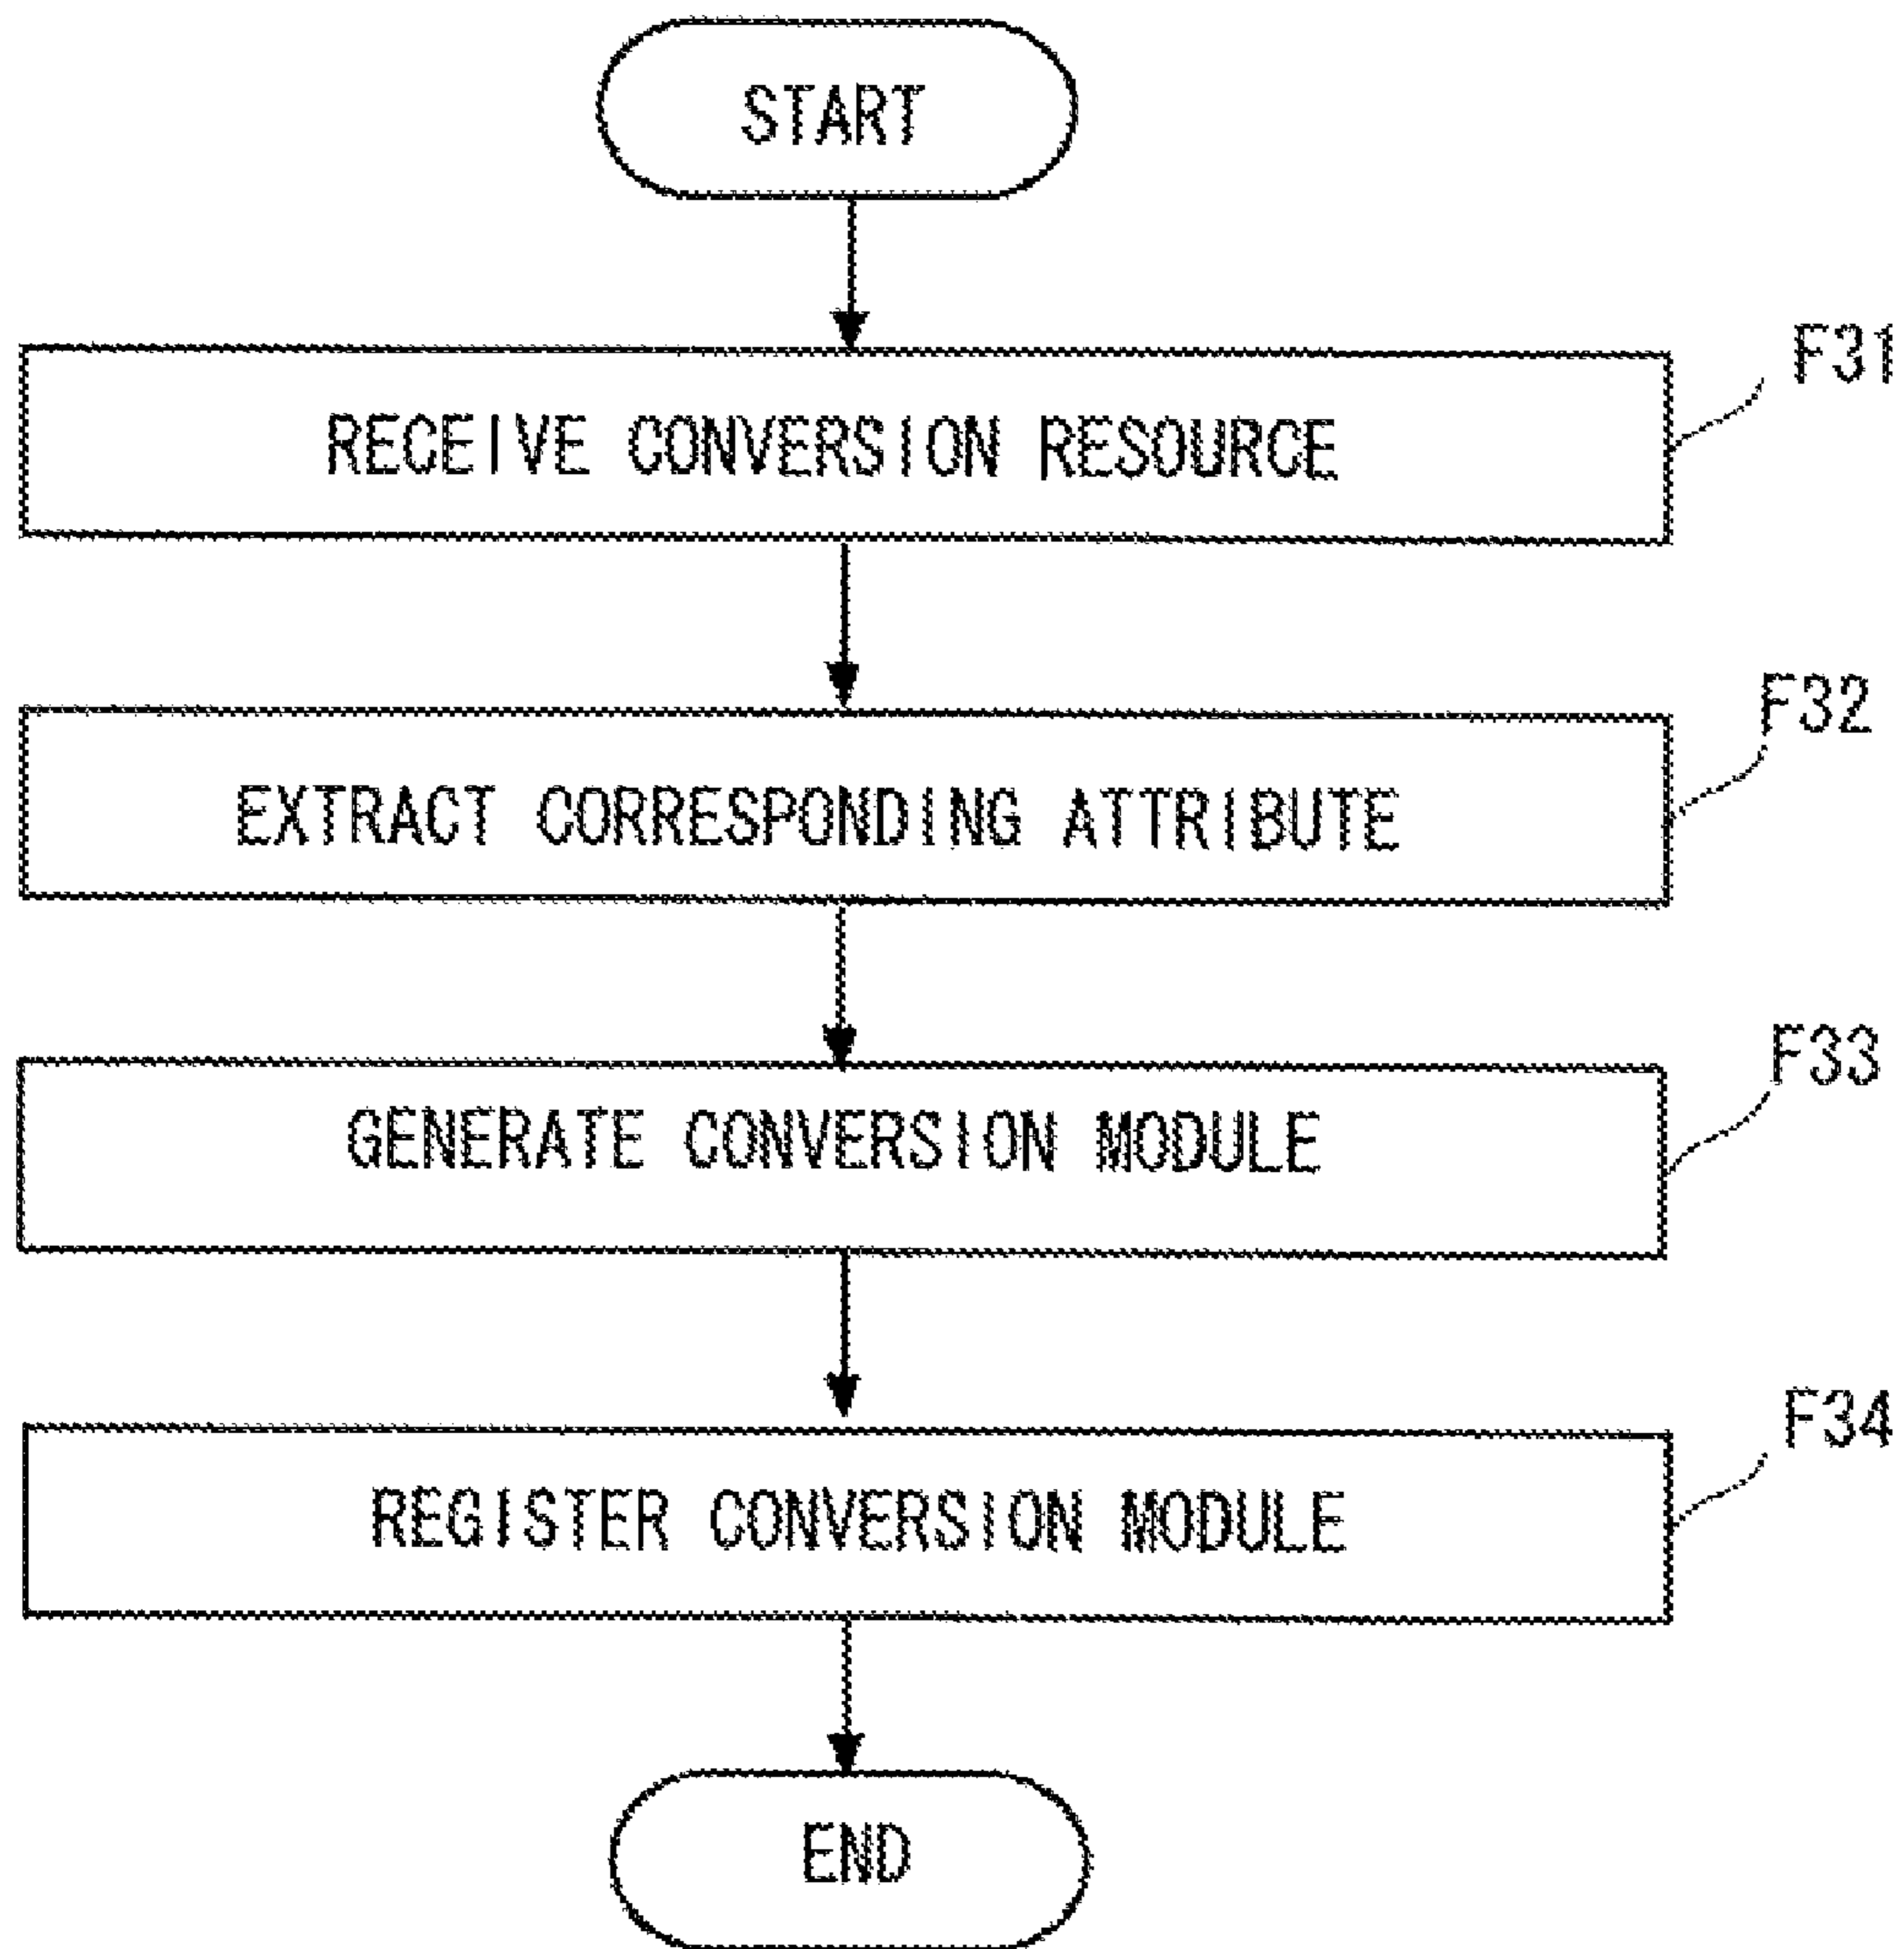 START
F31
RECEIVE CONVERSION RESOURCE
F32
EXTRACT CORRESPONDING ATTRIBUTE
F33
GENERATE CONVERSION MODULE
F34
REGISTER CONVERSION MODULE
END